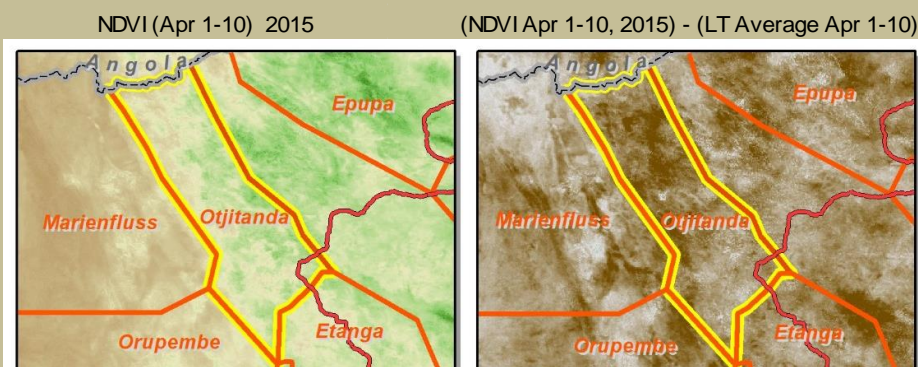 NDVI (Apr 1-10) 2015
Angola
Epupa
Marienfluss
Otjitanda
Orupembe
Etanga
(NDVI Apr 1-10, 2015) - (LT Average Apr 1-10)
Angola
Epupa
Marienfluss
Otjitanda
Orupembe
Etanga